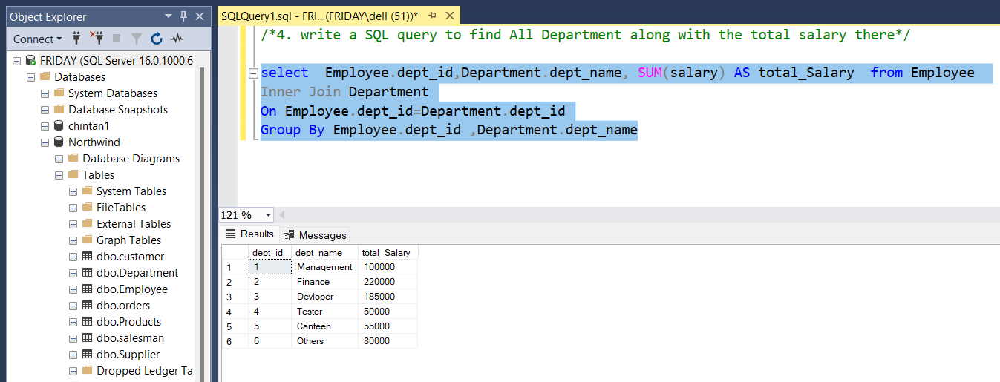 Object Explorer
Connect
FRIDAY (SQL Server 16.0.1000.6
Databases
System Databases
Database Snapshots
chintan1
Northwind
Database Diagrams
Tables
System Tables
FileTables
External Tables
Graph Tables
dbo.customer
dbo.Department
dbo.Employee
dbo.orders
dbo.Products
dbo.salesman
dbo.Supplier
Dropped Ledger Ta
SQLQuery1.sql - FRI...(FRIDAY\dell (51))*
/*4. write a SQL query to find All Department along with the total salary there*/
select  Employee.dept_id,Department.dept_name, SUM(salary) AS total_Salary  from Employee
Inner Join Department
On Employee.dept_id=Department.dept_id
Group By Employee.dept_id ,Department.dept_name
121 %
Results Messages
dept_id dept_name total_Salary
1 1 Management 100000
2 2 Finance 220000
3 3 Devloper 185000
4 4 Tester 50000
5 5 Canteen 55000
6 6 Others 80000